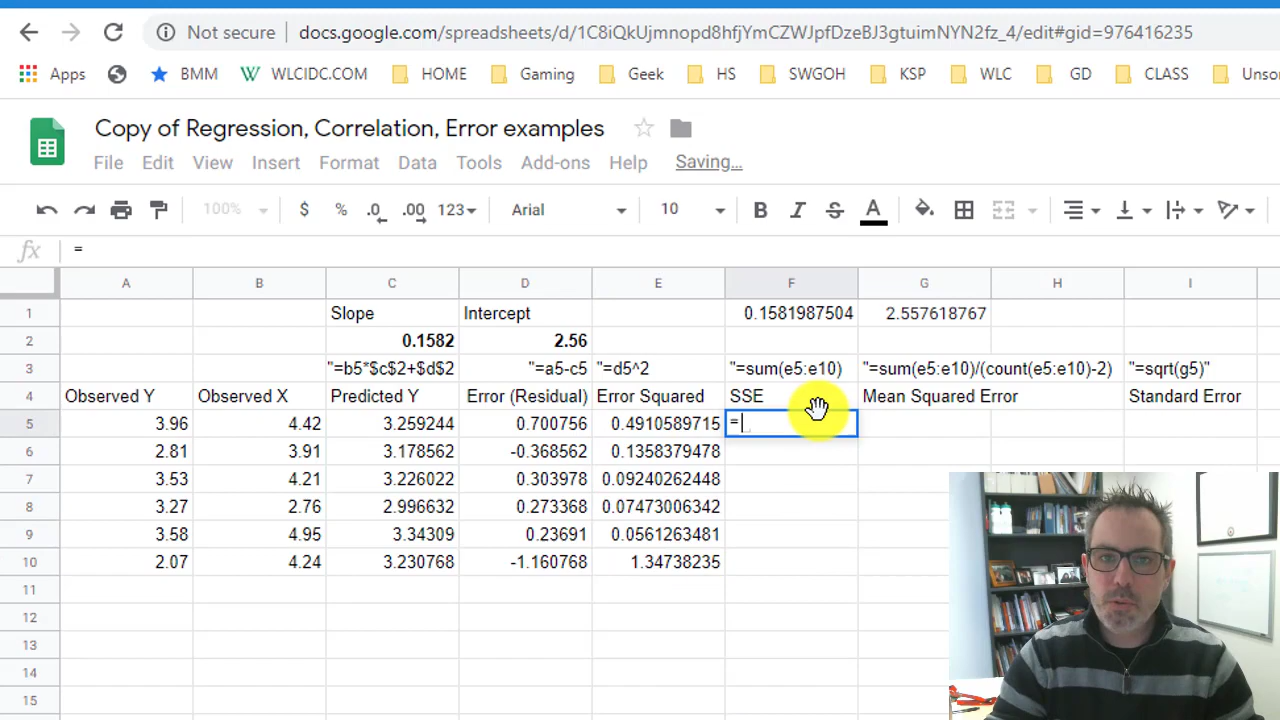 Not secure docs.google.com/spreadsheets/d/1C8iQkUjmnopd8hfjYmCZWJpfDzeBJ3gtuimNYN2fz_4/edit#gid=976416235
Apps BMM WLCIDC.COM HOME Gaming Geek HS SWGOH KSP WLC GD CLASS Unso
Copy of Regression, Correlation, Error examples
File Edit View Insert Format Data Tools Add-ons Help Saving...
100% $ % .0 .00 123 Arial 10 B I S A
fx =
A B C D E F G H I
1 Slope Intercept 0.1581987504 2.557618767
2 0.1582 2.56
3 "=b5*$c$2+$d$2 "=a5-c5 "=d5^2 "=sum(e5:e10) "=sum(e5:e10)/(count(e5:e10)-2) "=sqrt(g5)"
4 Observed Y Observed X Predicted Y Error (Residual) Error Squared SSE Mean Squared Error Standard Error
5 3.96 4.42 3.259244 0.700756 0.4910589715 =
6 2.81 3.91 3.178562 -0.368562 0.1358379478
7 3.53 4.21 3.226022 0.303978 0.09240262448
8 3.27 2.76 2.996632 0.273368 0.07473006342
9 3.58 4.95 3.34309 0.23691 0.0561263481
10 2.07 4.24 3.230768 -1.160768 1.34738235
11
12
13
14
15